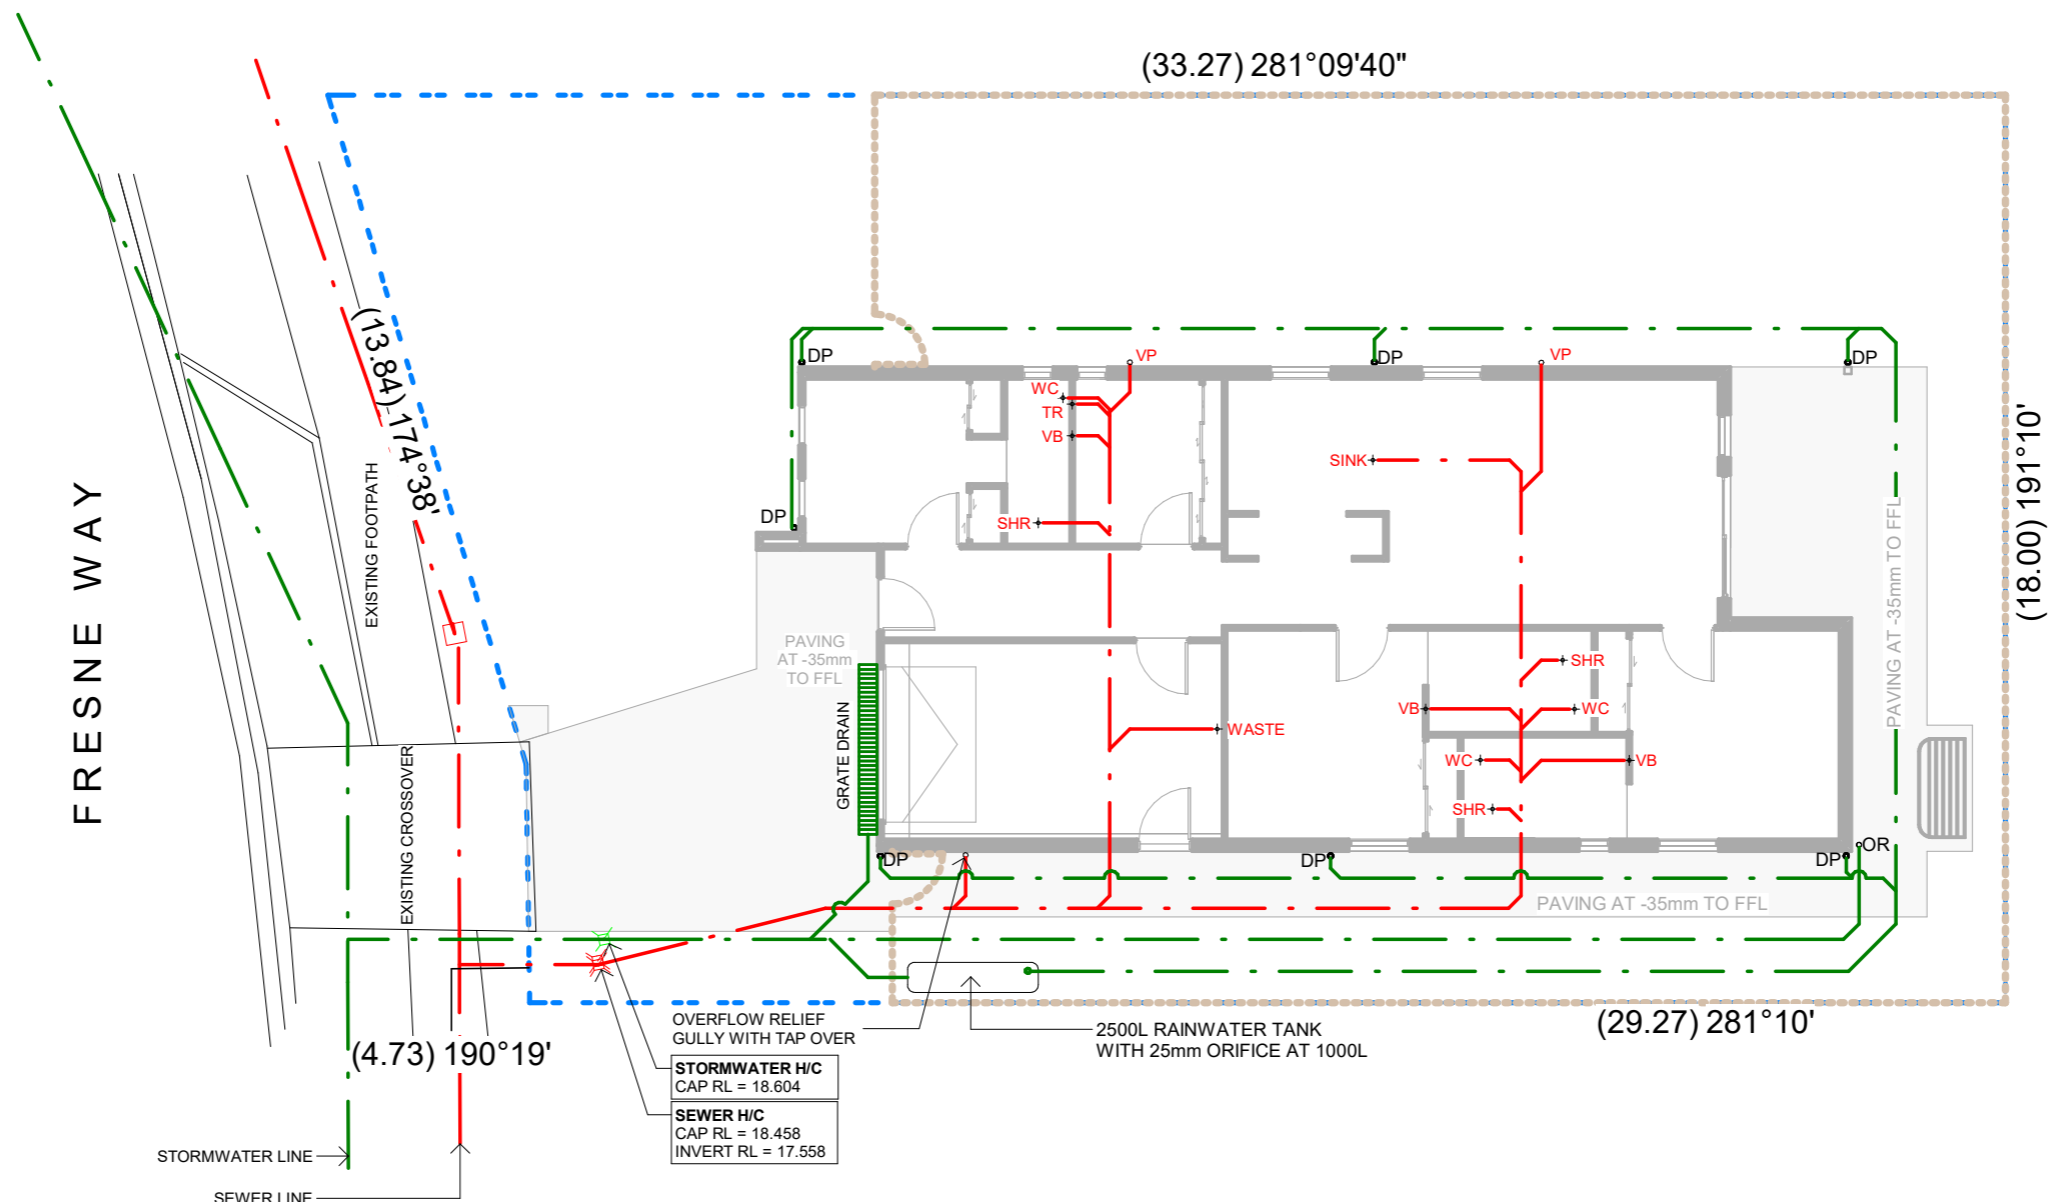 (33.27) 281°09'40"
(13.84) 174°38'
(18.00) 191°10'
FRESNE WAY
EXISTING FOOTPATH
EXISTING CROSSOVER
DP
VP
DP
VP
DP
WC
TR
VB
SINK
DP
SHR
PAVING
AT -35mm
TO FFL
GRATE DRAIN
PAVING AT -35mm TO FFL
SHR
VB
WC
WASTE
WC
VB
SHR
DP
DP
DP
OR
PAVING AT -35mm TO FFL
(29.27) 281°10'
(4.73) 190°19'
OVERFLOW RELIEF
GULLY WITH TAP OVER
2500L RAINWATER TANK
WITH 25mm ORIFICE AT 1000L
STORMWATER H/C
CAP RL = 18.604
SEWER H/C
CAP RL = 18.458
INVERT RL = 17.558
STORMWATER LINE
SEWER LINE